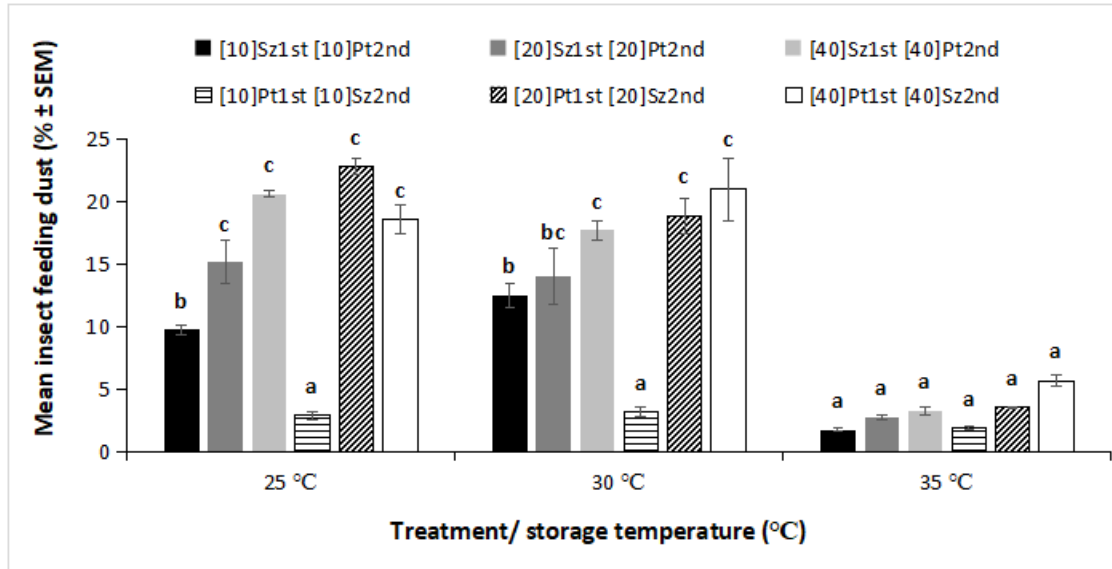 [10]Sz1st [10]Pt2nd [20]Sz1st [20]Pt2nd [40]Sz1st [40]Pt2nd
[10]Pt1st [10]Sz2nd [20]Pt1st [20]Sz2nd [40]Pt1st [40]Sz2nd
Mean insect feeding dust (% ± SEM)
25
20
15
10
5
0
b c c a c c
b bc c a c c
a a a a a a
25 °C 30 °C 35 °C
Treatment/ storage temperature (°C)